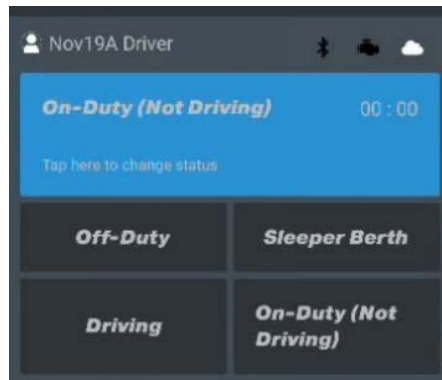 Nov19A Driver
On-Duty (Not Driving)
00 : 00
Tap here to change status
Off-Duty
Sleeper Berth
Driving
On-Duty (Not
Driving)